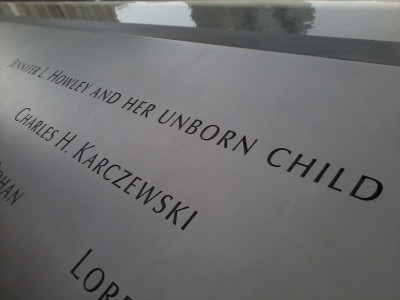 JENNIFER L. HOWLEY AND HER UNBORN CHILD
CHARLES H. KARCZEWSKI